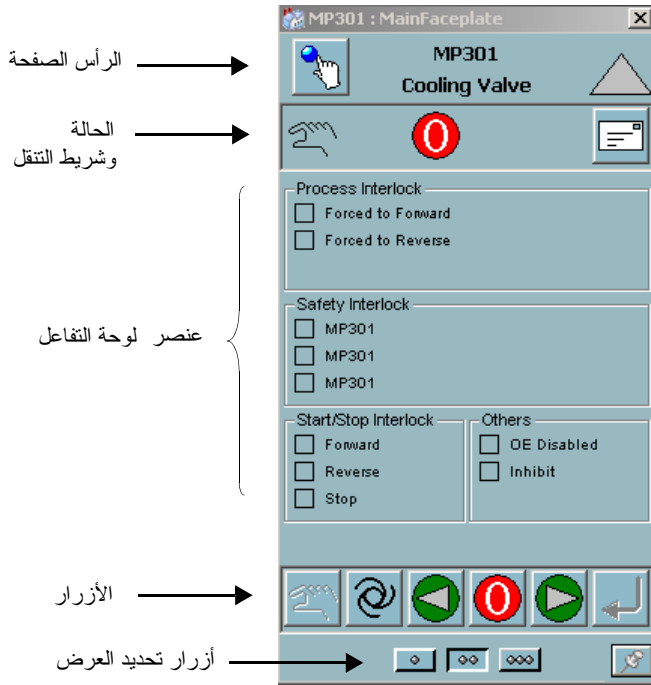 MP301 : MainFaceplate
الرأس الصفحة
MP301
Cooling Valve
الحالة
وشريط التنقل
0
Process Interlock
Forced to Forward
Forced to Reverse
Safety Interlock
MP301
MP301
MP301
عنصر لوحة التفاعل
Start/Stop Interlock
Forward
Reverse
Stop
Others
OE Disabled
Inhibit
الأزرار
0
أزرار تحديد العرض